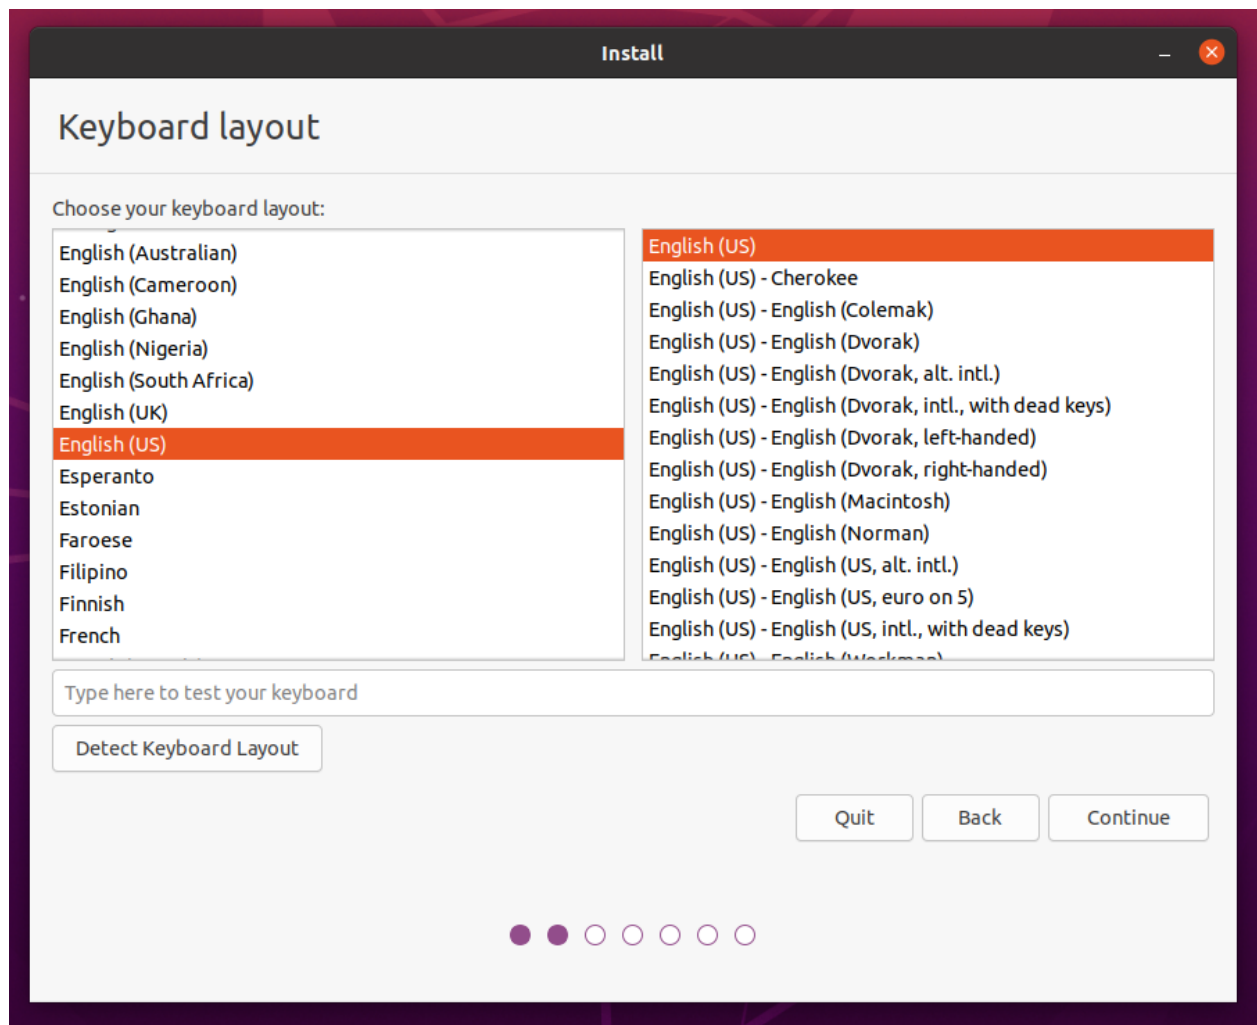 Install
Keyboard layout
Choose your keyboard layout:
English (Australian)
English (Cameroon)
English (Ghana)
English (Nigeria)
English (South Africa)
English (UK)
English (US)
Esperanto
Estonian
Faroese
Filipino
Finnish
French
English (US)
English (US) - Cherokee
English (US) - English (Colemak)
English (US) - English (Dvorak)
English (US) - English (Dvorak, alt. intl.)
English (US) - English (Dvorak, intl., with dead keys)
English (US) - English (Dvorak, left-handed)
English (US) - English (Dvorak, right-handed)
English (US) - English (Macintosh)
English (US) - English (Norman)
English (US) - English (US, alt. intl.)
English (US) - English (US, euro on 5)
English (US) - English (US, intl., with dead keys)
English (US) - English (Workman)
Type here to test your keyboard
Detect Keyboard Layout
Quit
Back
Continue